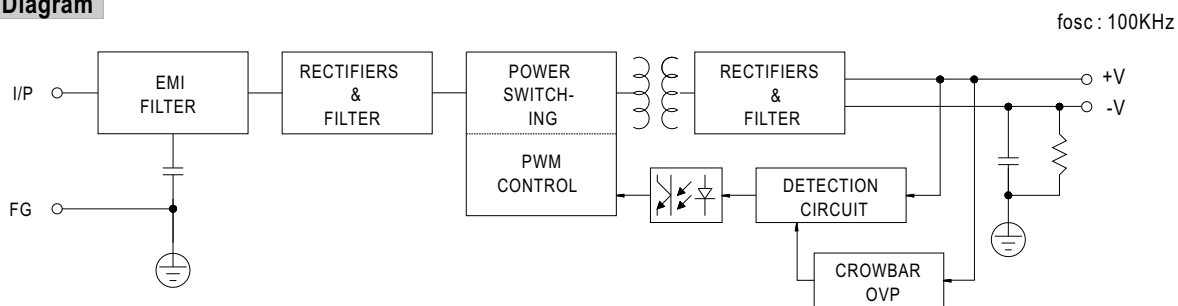 Diagram
fosc : 100KHz
I/P
EMI
FILTER
RECTIFIERS
&
FILTER
POWER
SWITCH-
ING
PWM
CONTROL
RECTIFIERS
&
FILTER
+V
-V
FG
DETECTION
CIRCUIT
CROWBAR
OVP